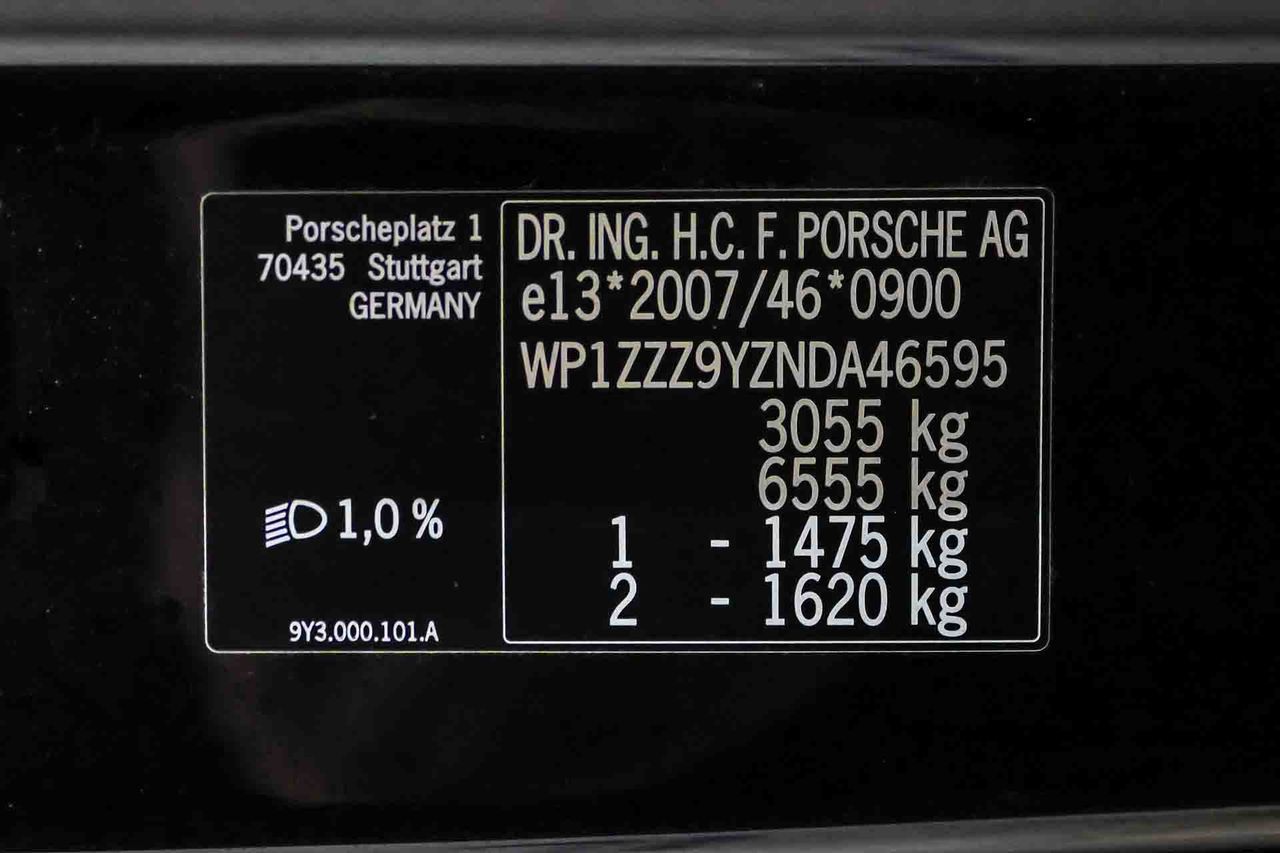 Porscheplatz 1
70435 Stuttgart
GERMANY
1,0 %
9Y3.000.101.A
DR. ING. H.C. F. PORSCHE AG
e13*2007/46*0900
WP1ZZZ9YZNDA46595
3055 kg
6555 kg
1 - 1475 kg
2 - 1620 kg